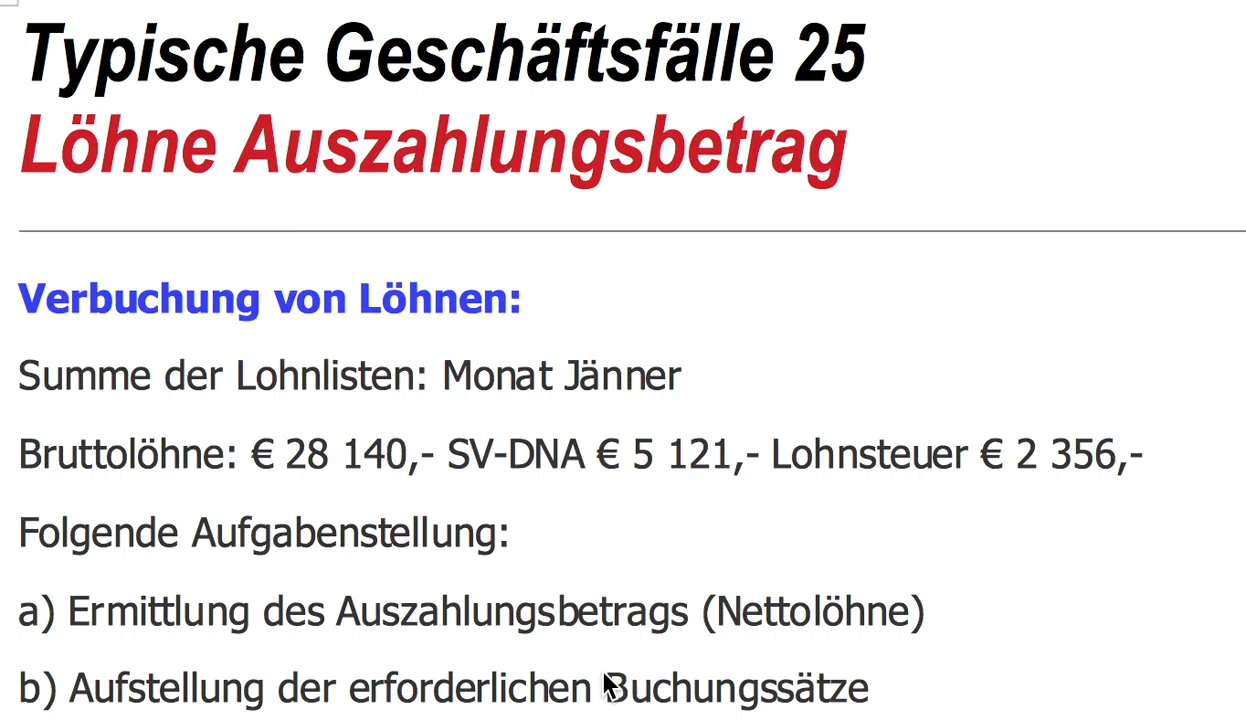 Typische Geschäftsfälle 25
Löhne Auszahlungsbetrag
Verbuchung von Löhnen:
Summe der Lohnlisten: Monat Jänner
Bruttolöhne: € 28 140,- SV-DNA € 5 121,- Lohnsteuer € 2 356,-
Folgende Aufgabenstellung:
a) Ermittlung des Auszahlungsbetrags (Nettolöhne)
b) Aufstellung der erforderlichen Buchungssätze